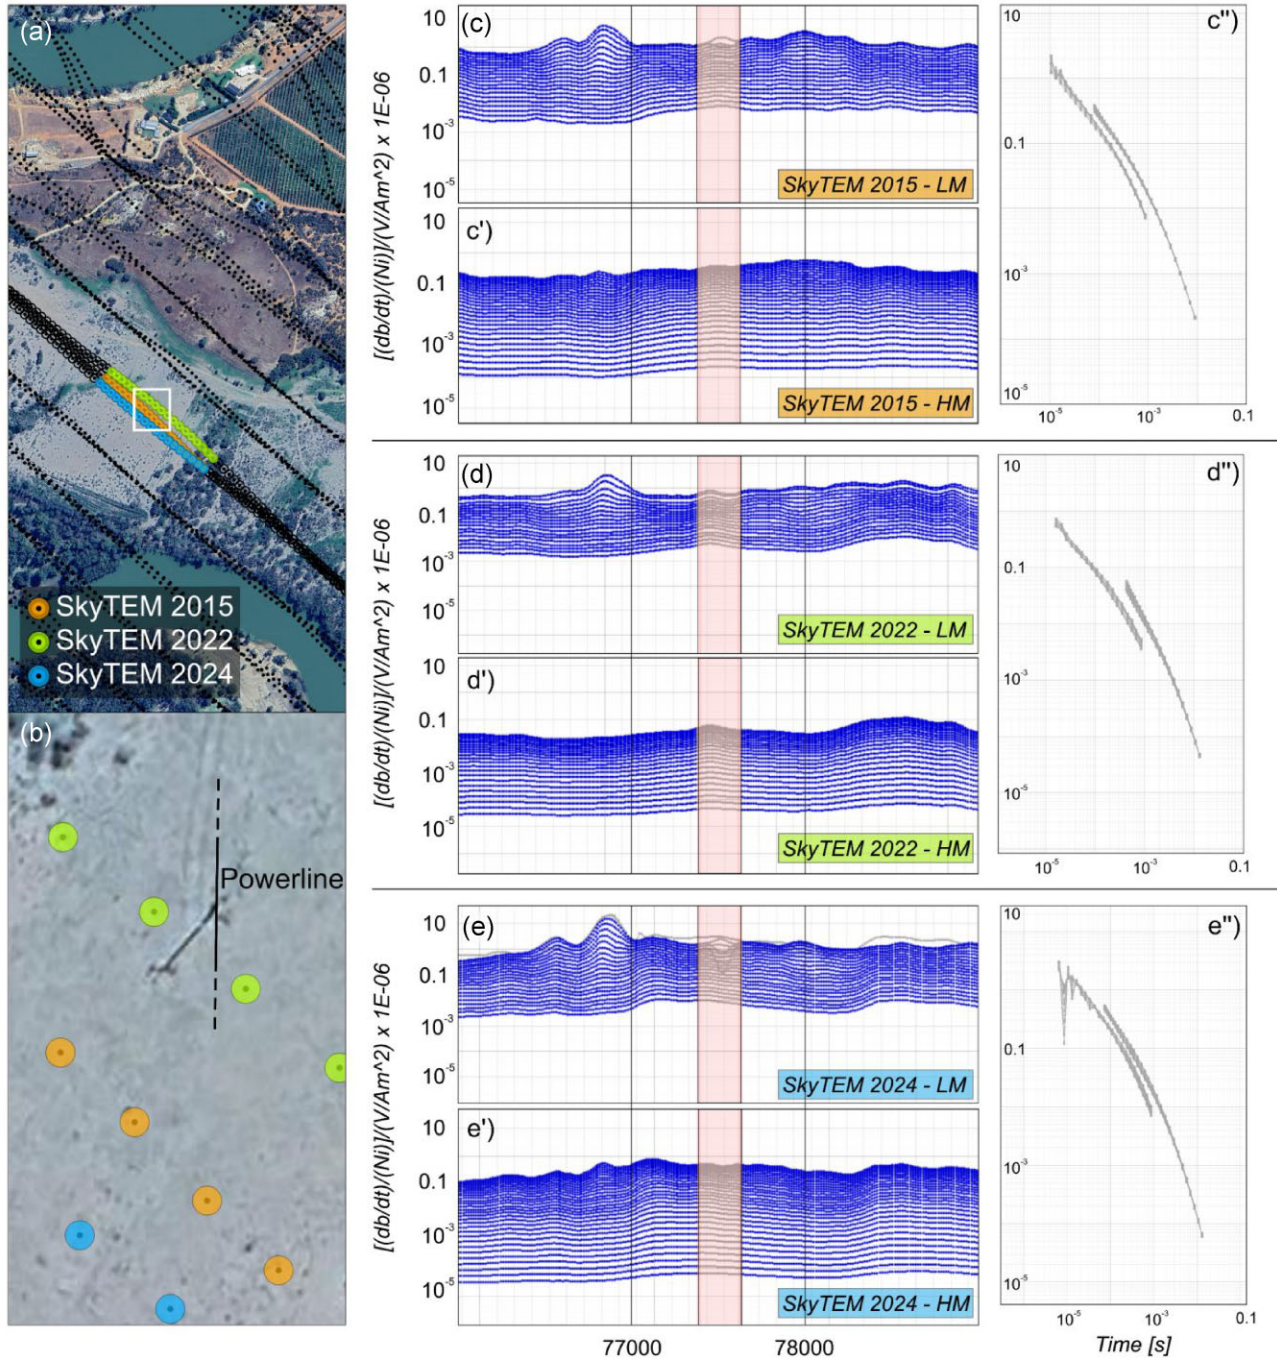 (a)
SkyTEM 2015
SkyTEM 2022
SkyTEM 2024
(b)
Powerline
[(db/dt)/(Ni)]/(V/Am^2) x 1E-06
(c)
10
0.1
10^-3
10^-5
SkyTEM 2015 - LM
c')
10
0.1
10^-3
10^-5
SkyTEM 2015 - HM
c'')
10
0.1
10^-3
10^-5
10^-5
10^-3
0.1
[(db/dt)/(Ni)]/(V/Am^2) x 1E-06
(d)
10
0.1
10^-3
10^-5
SkyTEM 2022 - LM
d')
10
0.1
10^-3
10^-5
SkyTEM 2022 - HM
d'')
10
0.1
10^-3
10^-5
10^-5
10^-3
0.1
[(db/dt)/(Ni)]/(V/Am^2) x 1E-06
(e)
10
0.1
10^-3
10^-5
SkyTEM 2024 - LM
e')
10
0.1
10^-3
10^-5
SkyTEM 2024 - HM
77000
78000
e'')
10
0.1
10^-3
10^-5
10^-5
10^-3
0.1
Time [s]